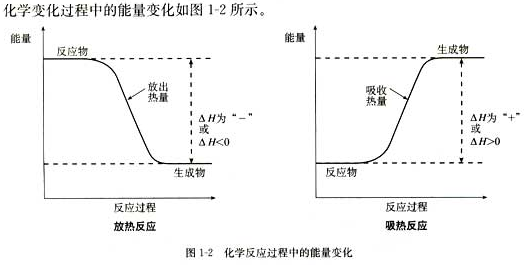 化学变化过程中的能量变化如图 1-2 所示。
能量
反应物
放出
热量
ΔH为“－”
或
ΔH<0
生成物
反应过程
放热反应
能量
生成物
吸收
热量
ΔH为“+”
或
ΔH>0
反应物
反应过程
吸热反应
图 1-2 化学反应过程中的能量变化